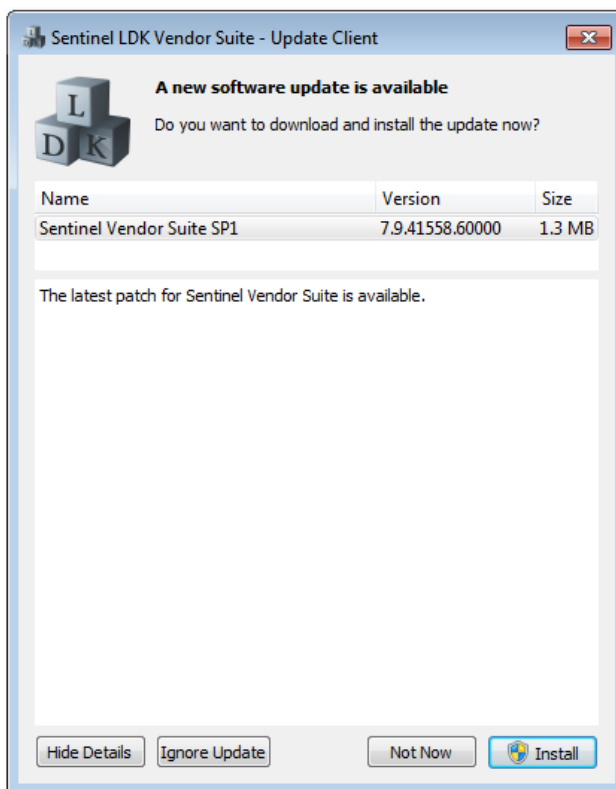 Sentinel LDK Vendor Suite - Update Client
L
D K
A new software update is available
Do you want to download and install the update now?
Name Version Size
Sentinel Vendor Suite SP1 7.9.41558.60000 1.3 MB
The latest patch for Sentinel Vendor Suite is available.
Hide Details Ignore Update Not Now Install